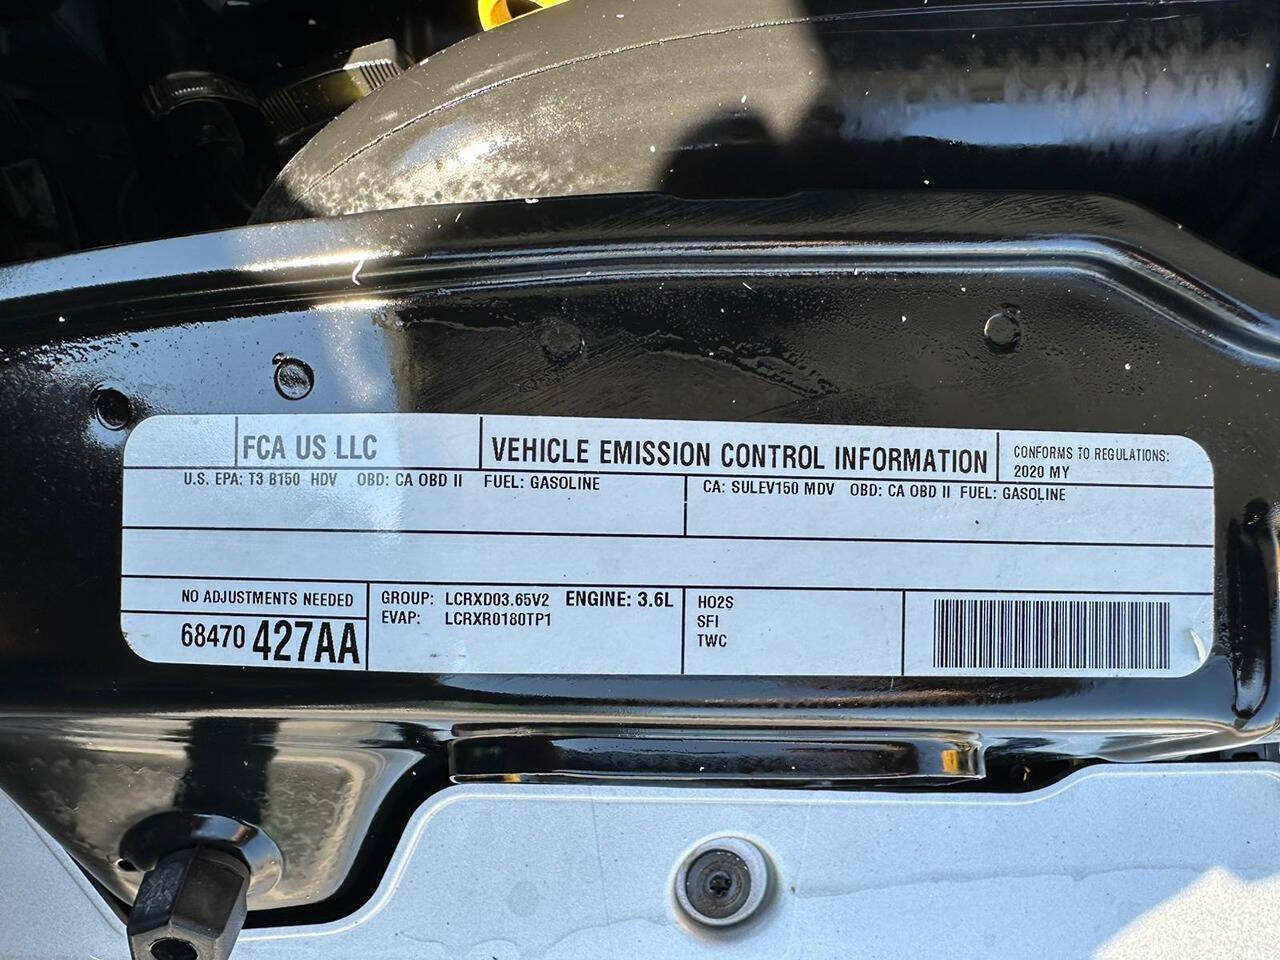 FCA US LLC
VEHICLE EMISSION CONTROL INFORMATION
CONFORMS TO REGULATIONS:
2020 MY
U.S. EPA: T3 B150 HDV OBD: CA OBD II FUEL: GASOLINE
CA: SULEV150 MDV OBD: CA OBD II FUEL: GASOLINE
NO ADJUSTMENTS NEEDED
68470 427AA
GROUP: LCRXD03.65V2 ENGINE: 3.6L
EVAP: LCRXR0180TP1
HO2S
SFI
TWC